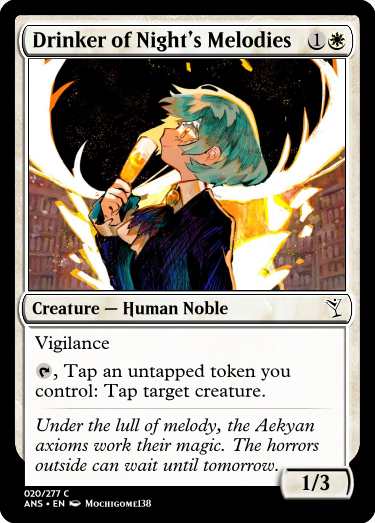 Drinker of Night's Melodies 1
Creature — Human Noble
Vigilance
, Tap an untapped token you
control: Tap target creature.
Under the lull of melody, the Aekyan
axioms work their magic. The horrors
outside can wait until tomorrow.
1/3
020/277 C
ANS • EN Mochigome138